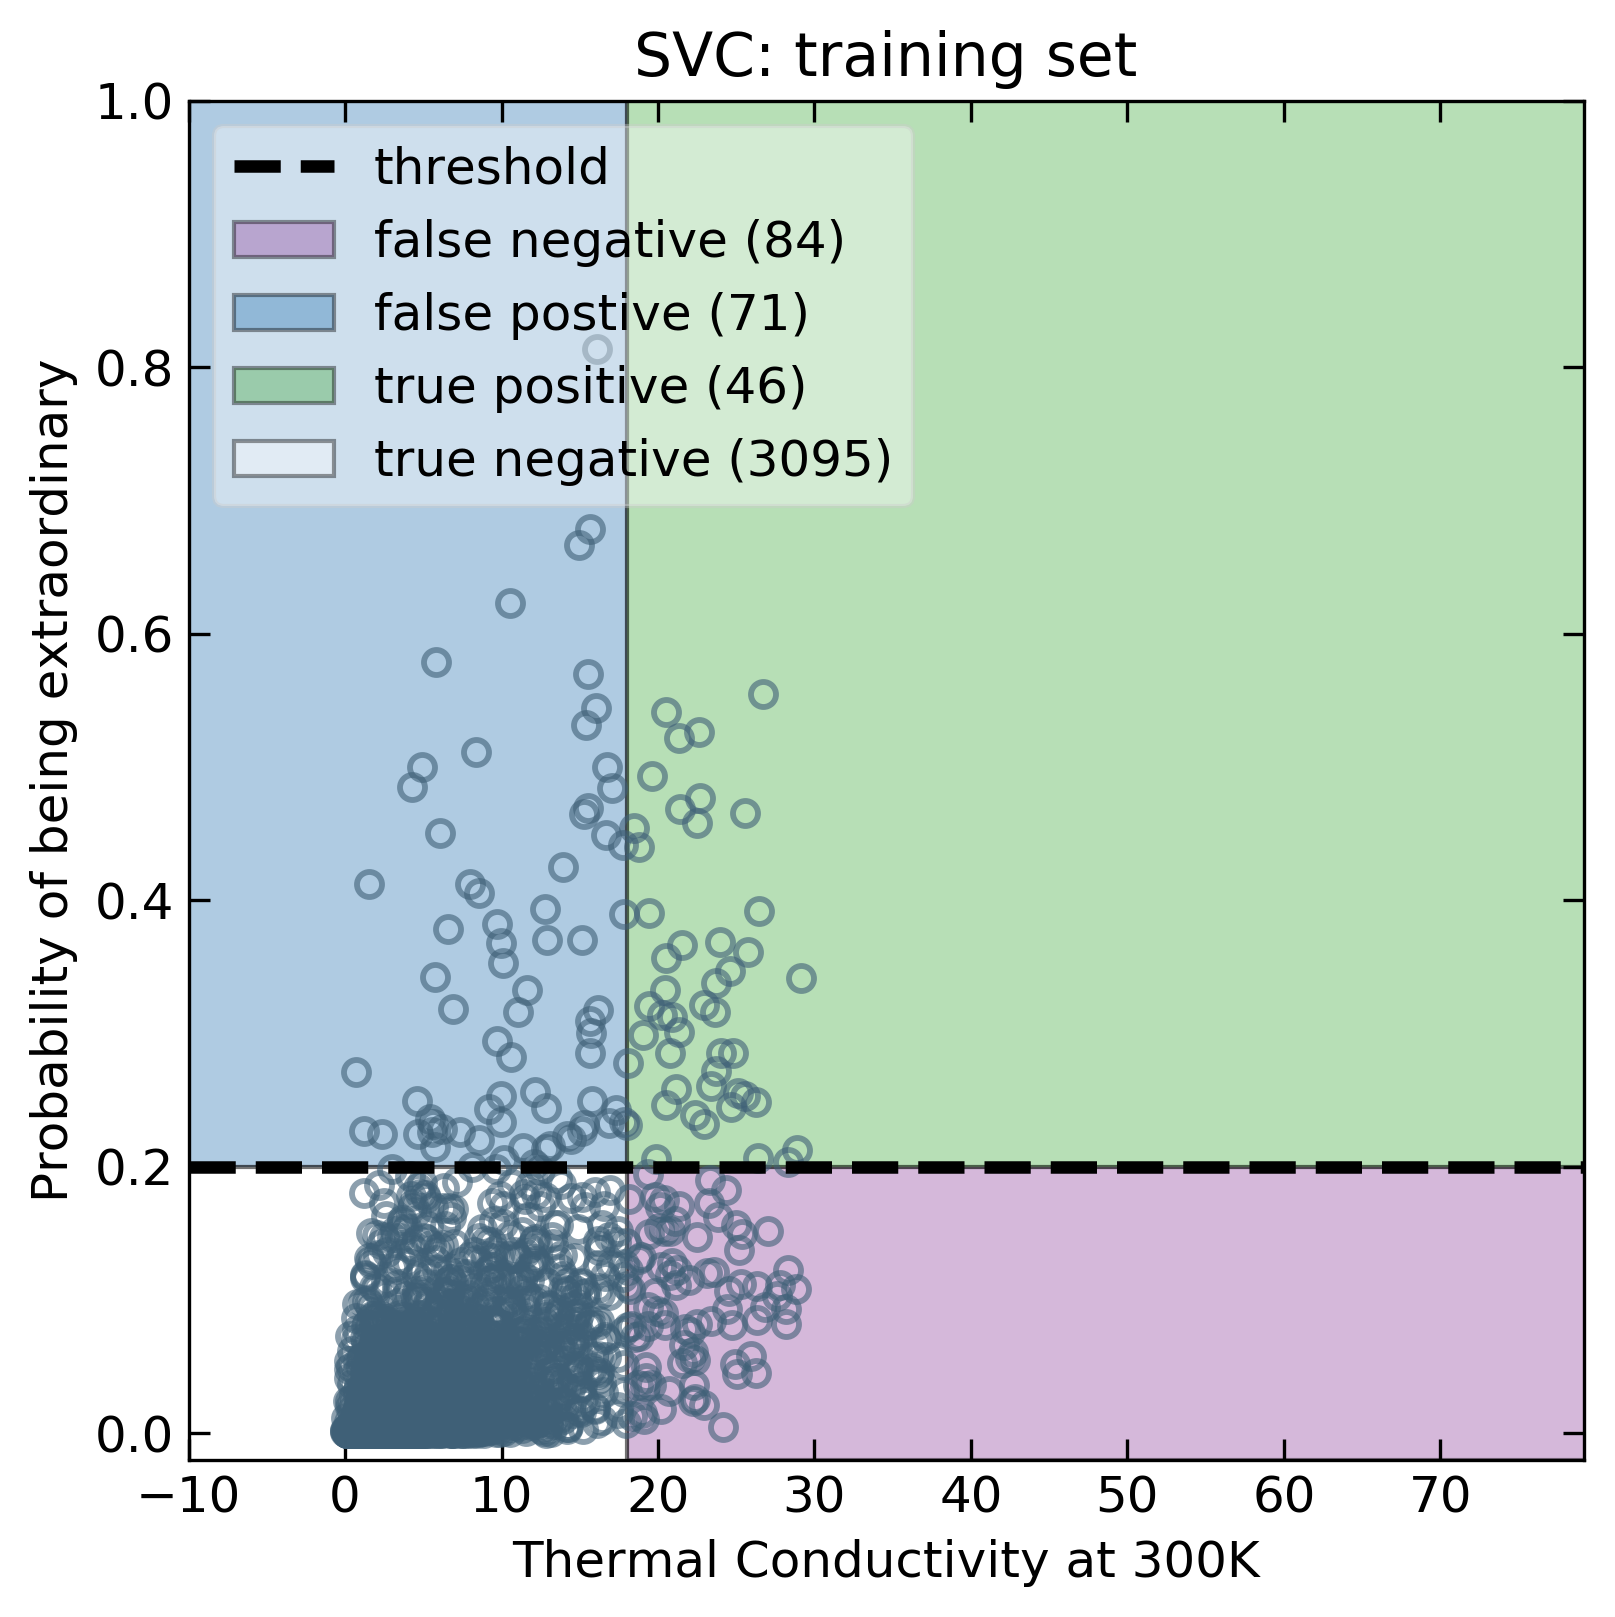 SVC: training set
1.0
0.8
0.6
0.4
0.2
0.0
Probability of being extraordinary
threshold
false negative (84)
false postive (71)
true positive (46)
true negative (3095)
−10 0 10 20 30 40 50 60 70
Thermal Conductivity at 300K